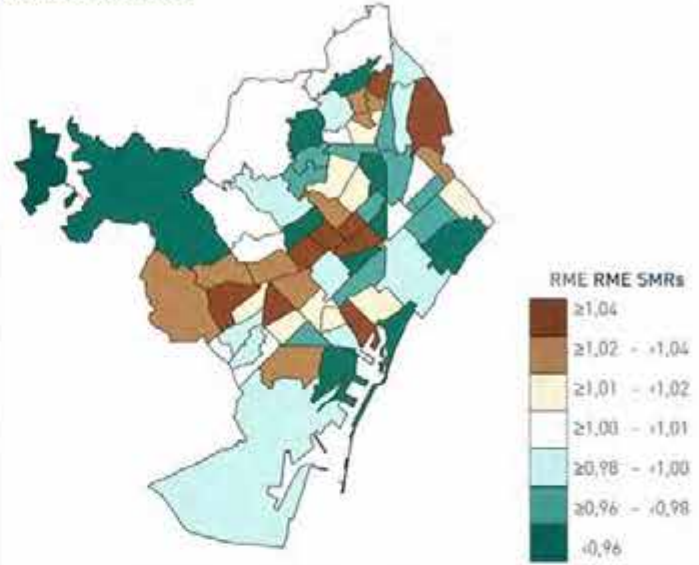 RME RME SMRs
≥1,04
≥1,02 - <1,04
≥1,01 - <1,02
≥1,00 - <1,01
≥0,98 - <1,00
≥0,96 - <0,98
<0,96